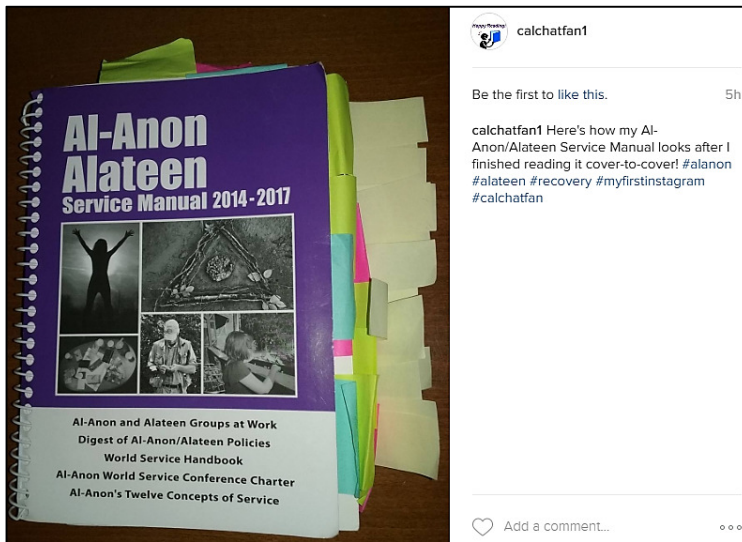 Al-Anon
Alateen
Service Manual 2014-2017
Al-Anon and Alateen Groups at Work
Digest of Al-Anon/Alateen Policies
World Service Handbook
Al-Anon World Service Conference Charter
Al-Anon's Twelve Concepts of Service
Happy Reading!
calchatfan1
Be the first to like this. 5h
calchatfan1 Here's how my Al-
Anon/Alateen Service Manual looks after I
finished reading it cover-to-cover! #alanon
#alateen #recovery #myfirstinstagram
#calchatfan
Add a comment...